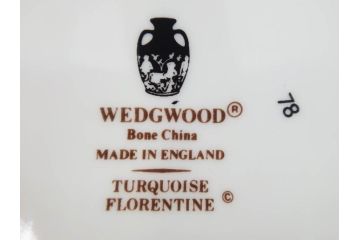 WEDGWOOD®
Bone China
MADE IN ENGLAND
TURQUOISE
FLORENTINE ©
78